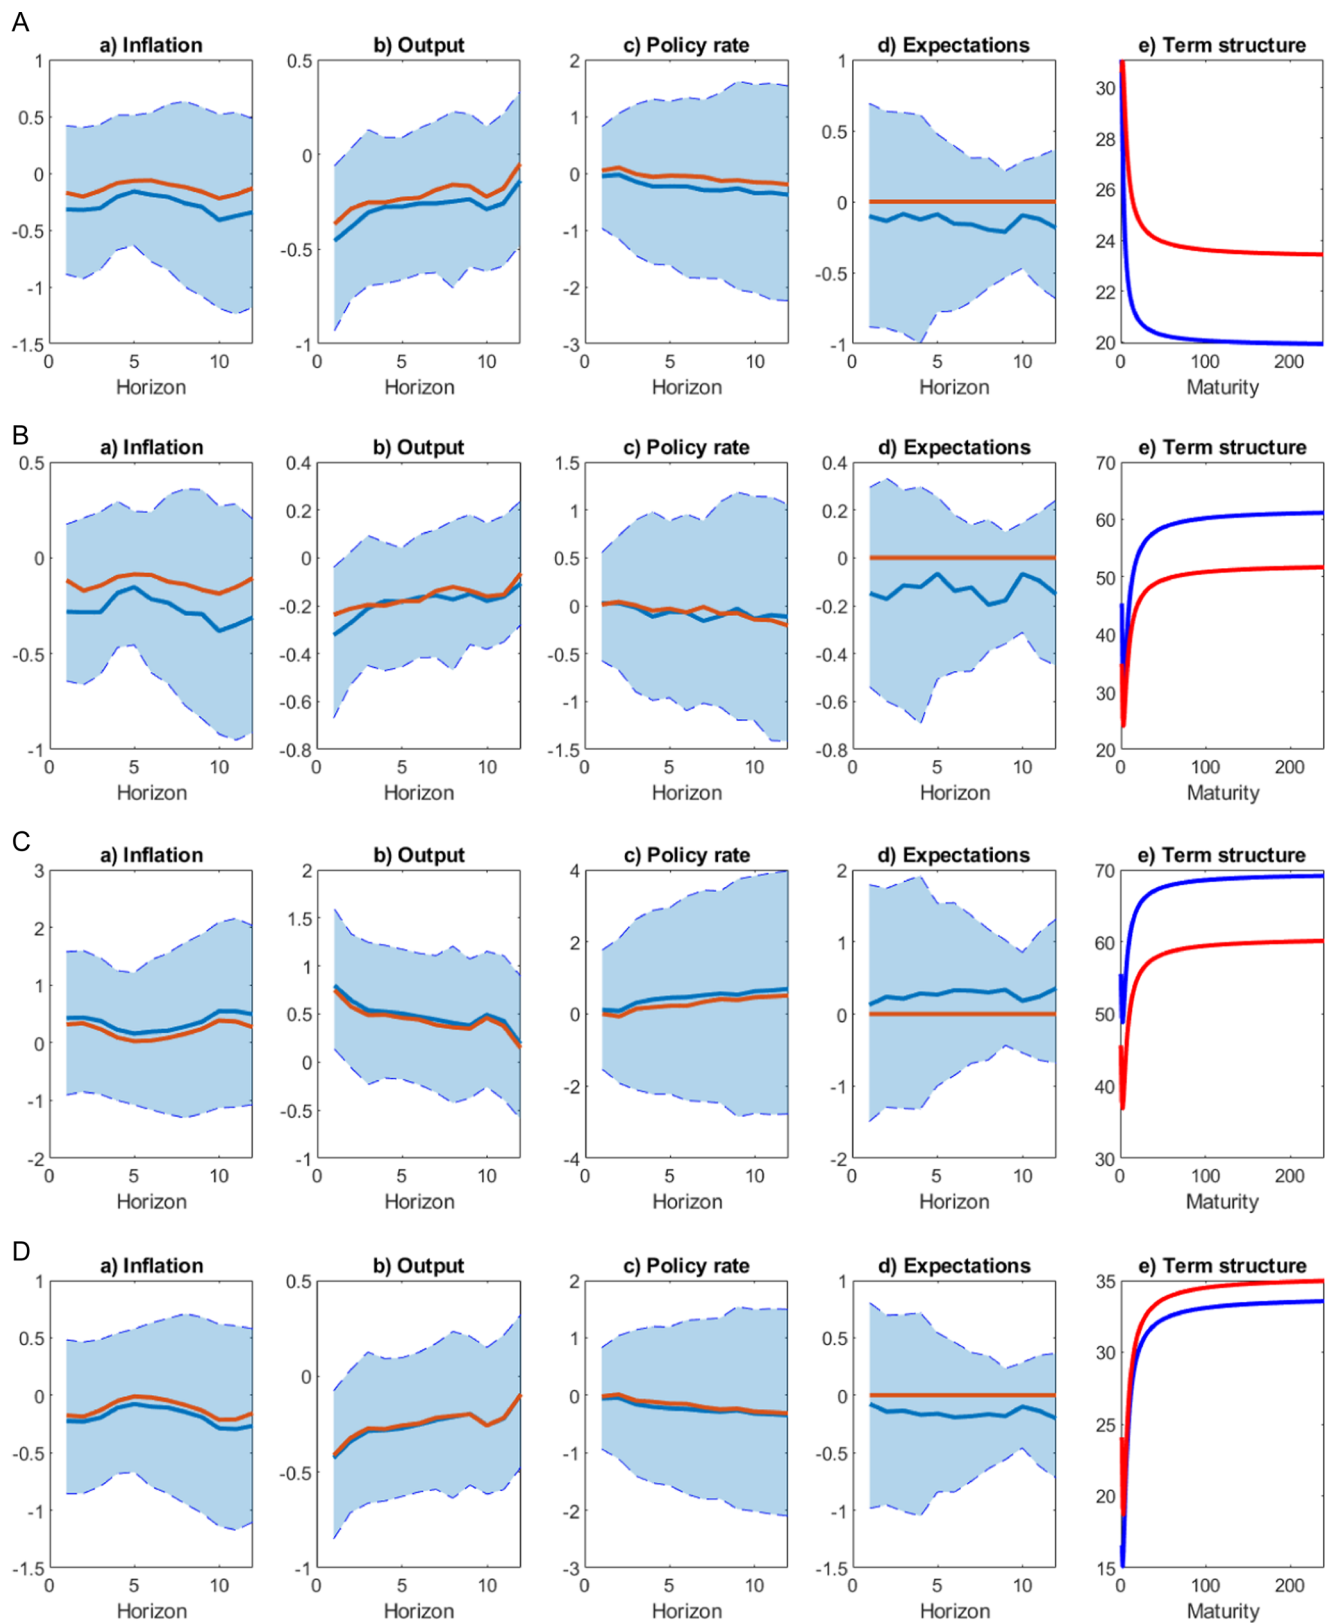 A
a) Inflation b) Output c) Policy rate d) Expectations e) Term structure
1 0.5 0 -0.5 -1 -1.5
0.5 0 -0.5 -1
2 1 0 -1 -2 -3
1 0.5 0 -0.5 -1
30 28 26 24 22 20
0 5 10 0 5 10 0 5 10 0 5 10 0 100 200
Horizon Horizon Horizon Horizon Maturity
B
a) Inflation b) Output c) Policy rate d) Expectations e) Term structure
0.5 0 -0.5 -1
0.4 0.2 0 -0.2 -0.4 -0.6 -0.8
1.5 1 0.5 0 -0.5 -1 -1.5
0.4 0.2 0 -0.2 -0.4 -0.6 -0.8
70 60 50 40 30 20
0 5 10 0 5 10 0 5 10 0 5 10 0 100 200
Horizon Horizon Horizon Horizon Maturity
C
a) Inflation b) Output c) Policy rate d) Expectations e) Term structure
3 2 1 0 -1 -2
2 1.5 1 0.5 0 -0.5 -1
4 2 0 -2 -4
2 1 0 -1 -2
70 60 50 40 30
0 5 10 0 5 10 0 5 10 0 5 10 0 100 200
Horizon Horizon Horizon Horizon Maturity
D
a) Inflation b) Output c) Policy rate d) Expectations e) Term structure
1 0.5 0 -0.5 -1 -1.5
0.5 0 -0.5 -1
2 1 0 -1 -2 -3
1 0.5 0 -0.5 -1 -1.5
35 30 25 20 15
0 5 10 0 5 10 0 5 10 0 5 10 0 100 200
Horizon Horizon Horizon Horizon Maturity